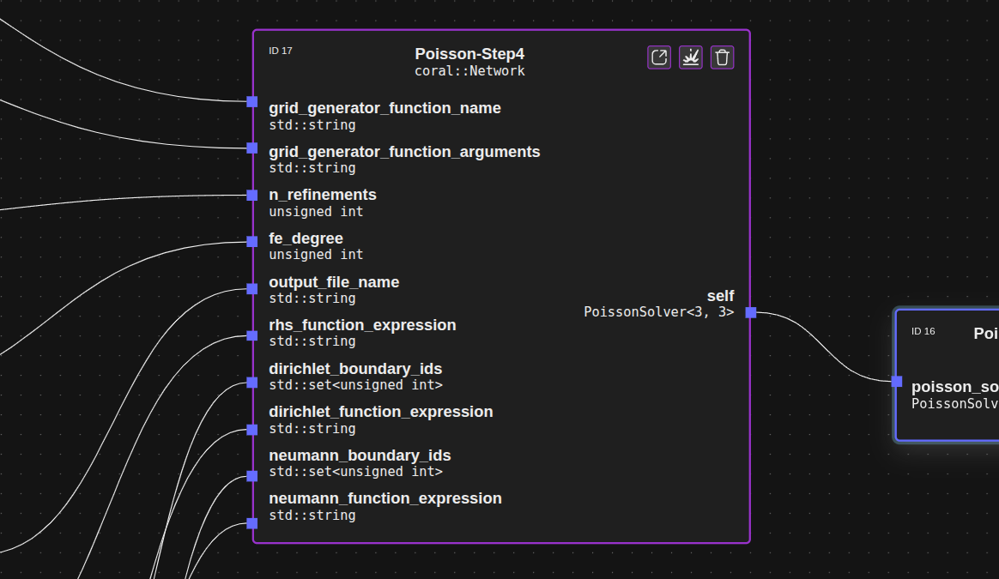 ID 17
Poisson-Step4
coral::Network
grid_generator_function_name
std::string
grid_generator_function_arguments
std::string
n_refinements
unsigned int
fe_degree
unsigned int
output_file_name
std::string
rhs_function_expression
std::string
dirichlet_boundary_ids
std::set<unsigned int>
dirichlet_function_expression
std::string
neumann_boundary_ids
std::set<unsigned int>
neumann_function_expression
std::string
self
PoissonSolver<3, 3>
ID 16
Poi
poisson_so
PoissonSolv